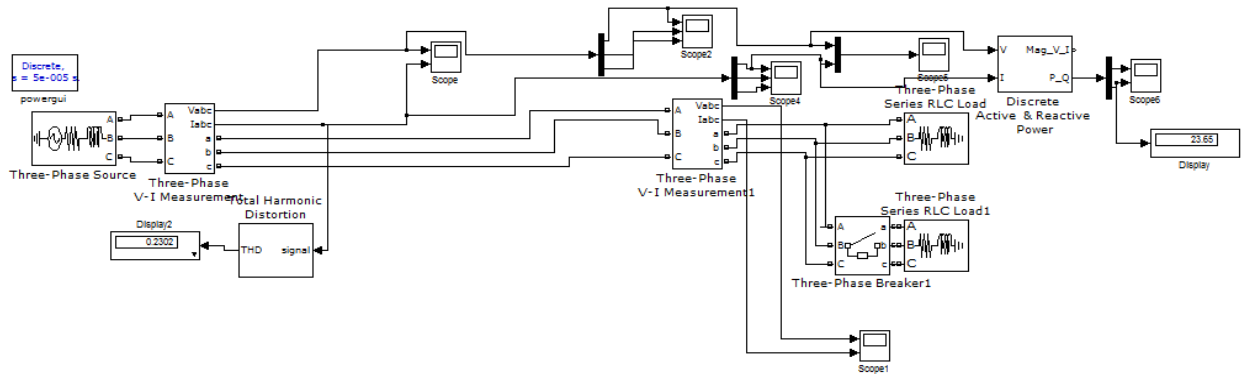 Discrete,
s = 5e-005 s.
powergui
A
B
C
Three-Phase Source
A
B
C
Vabc
Iabc
a
b
c
Three-Phase
V-I Measurement
Total Harmonic
Distortion
THD
signal
Display2
0.2302
Scope
Scope2
Scope4
Scope5
A
B
C
Vabc
Iabc
a
b
c
Three-Phase
V-I Measurement1
Three-Phase
Series RLC Load
A
B
C
Three-Phase
Series RLC Load1
A
B
C
A
B
C
a
b
c
Three-Phase Breaker1
Scope1
V
I
Mag_V_I
P_Q
Discrete
Active & Reactive
Power
Scope6
23.65
Display